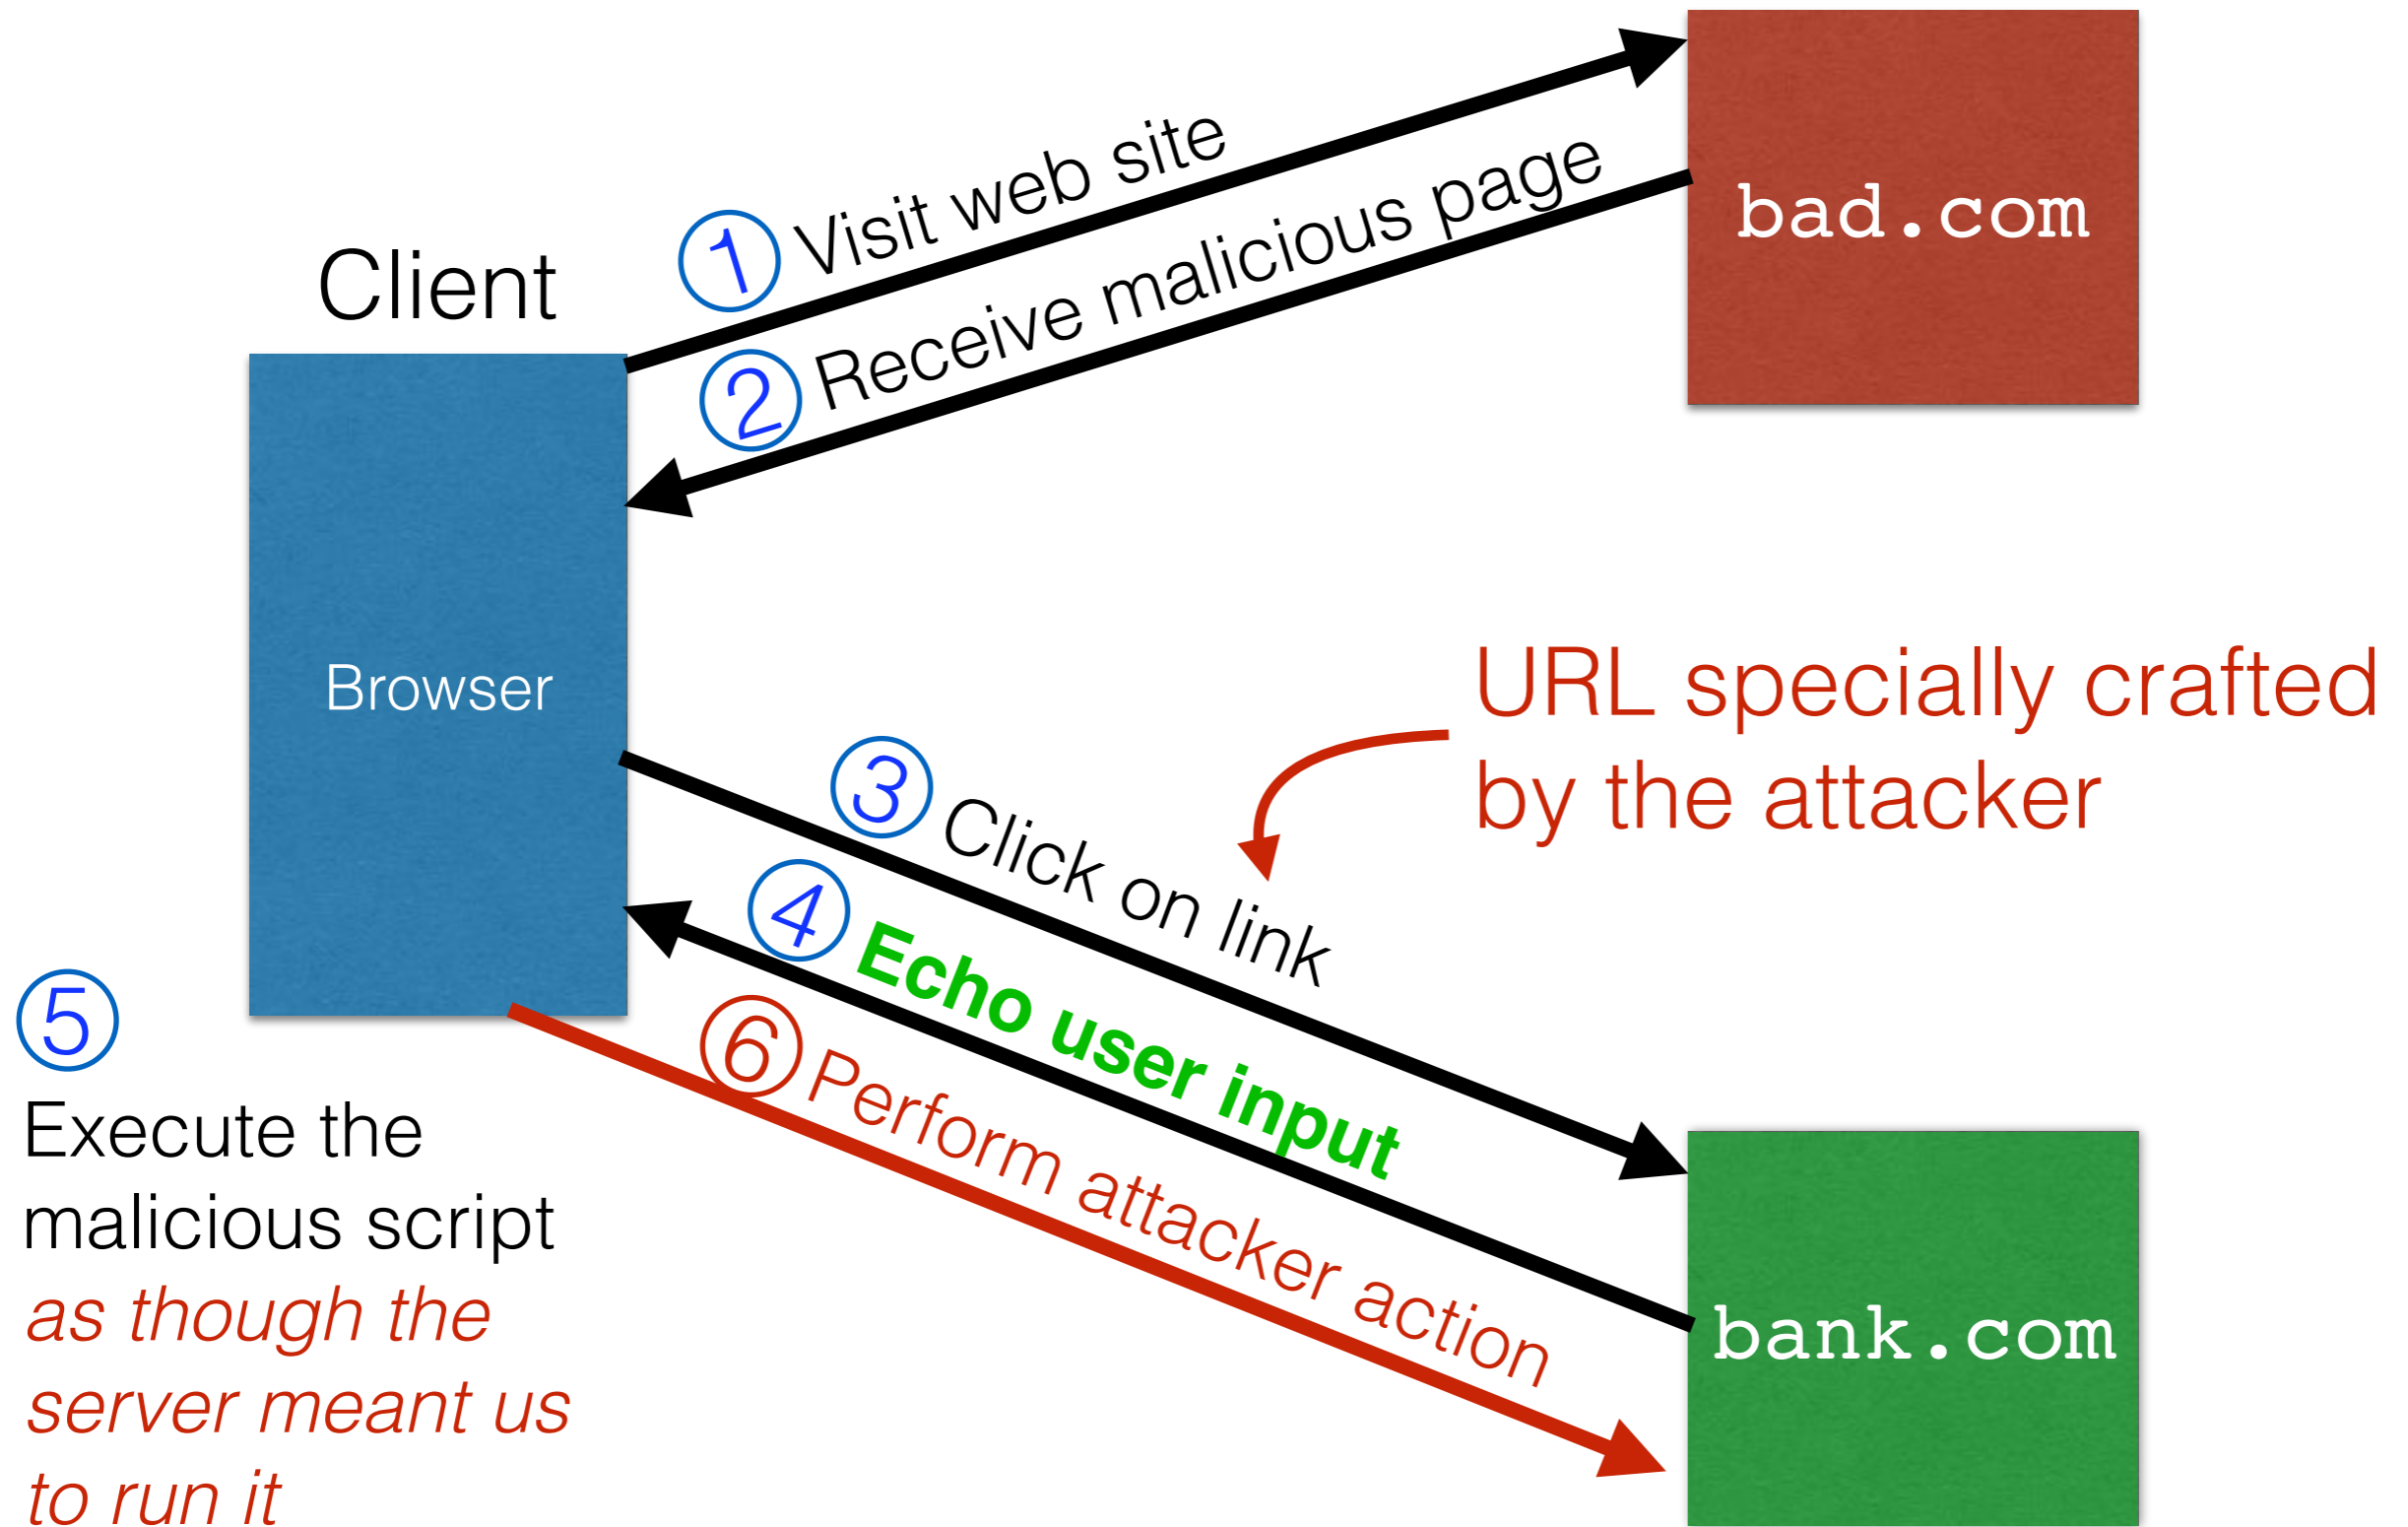 ① Visit web site
② Receive malicious page
bad.com
Client
Browser
URL specially crafted
by the attacker
③ Click on link
④ Echo user input
⑤
Execute the
malicious script
as though the
server meant us
to run it
⑥ Perform attacker action
bank.com